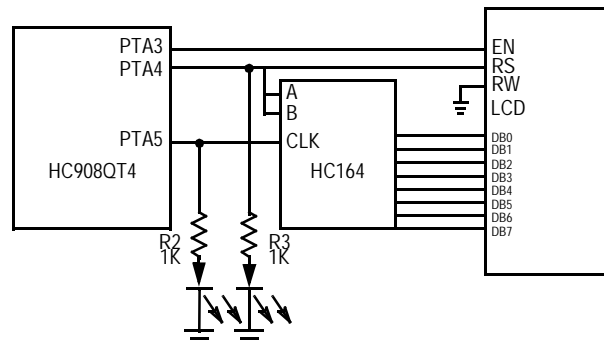 PTA3
PTA4
PTA5
HC908QT4
A
B
CLK
HC164
EN
RS
RW
LCD
DB0
DB1
DB2
DB3
DB4
DB5
DB6
DB7
R2
1K
R3
1K